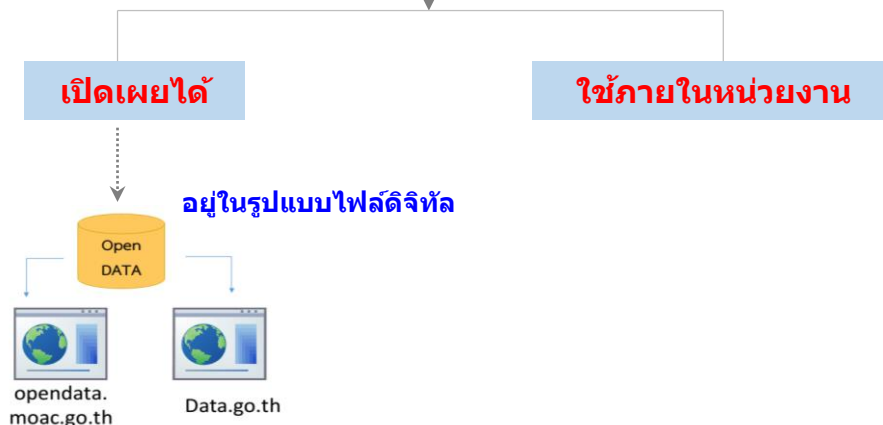 เปิดเผยได้
ใช้ภายในหน่วยงาน
อยู่ในรูปแบบไฟล์ดิจิทัล
Open
DATA
opendata.
moac.go.th
Data.go.th